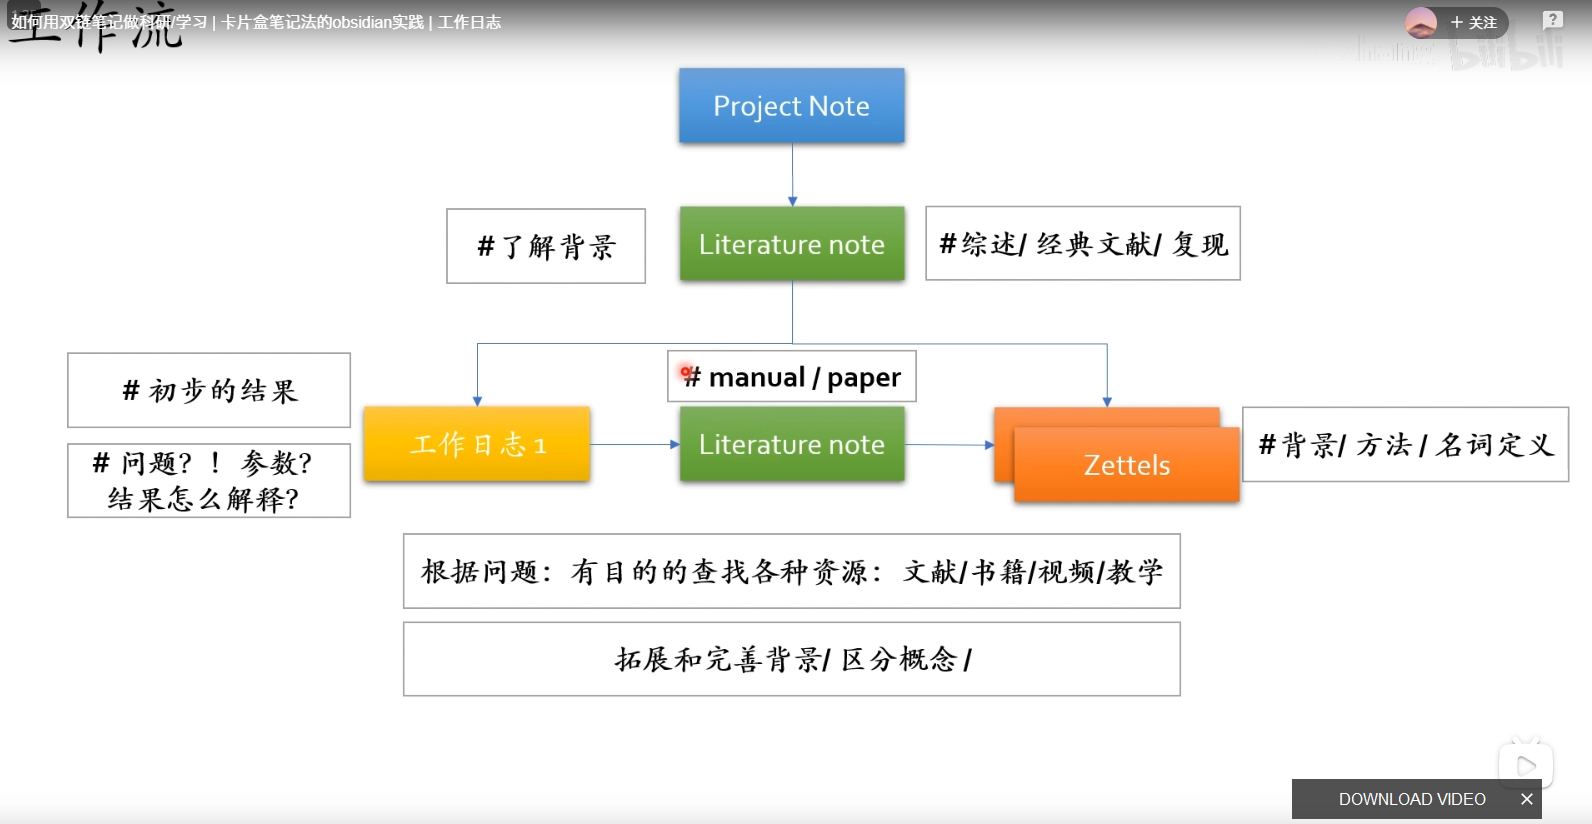 如何用双链笔记做科研/学习 | 卡片盒笔记法的obsidian实践 | 工作日志
工作流
+ 关注
bilibili
Project Note
#了解背景
Literature note
#综述/ 经典文献/ 复现
# 初步的结果
# manual / paper
# 问题？！ 参数？
结果怎么解释？
工作日志 1
Literature note
Zettels
#背景/ 方法 / 名词定义
根据问题：有目的的查找各种资源：文献/书籍/视频/教学
拓展和完善背景/ 区分概念 /
DOWNLOAD VIDEO